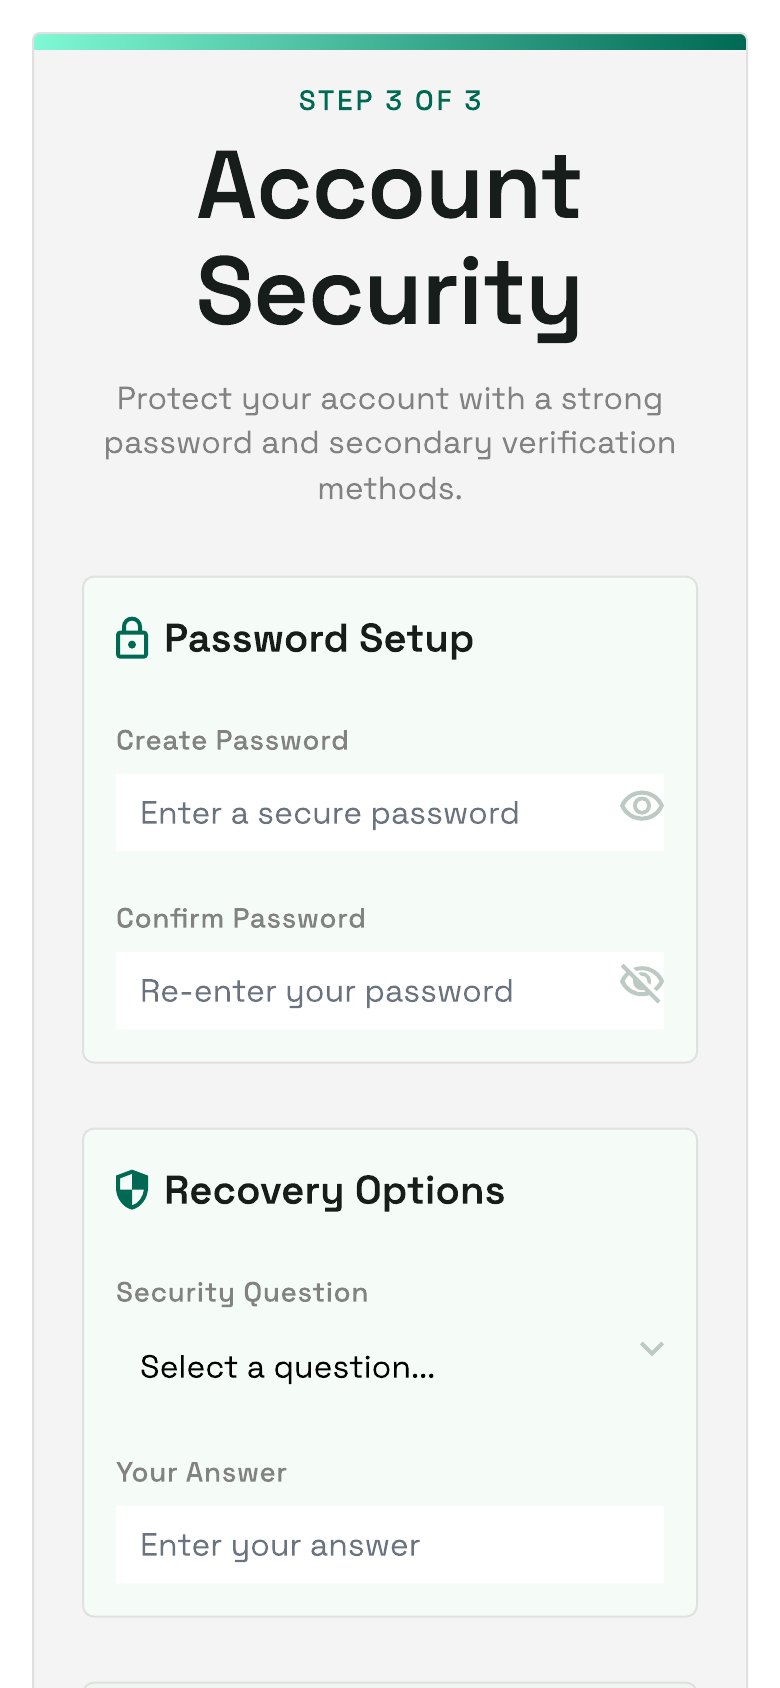 STEP 3 OF 3
Account
Security
Protect your account with a strong
password and secondary verification
methods.
Password Setup
Create Password
Enter a secure password
Confirm Password
Re-enter your password
Recovery Options
Security Question
Select a question...
Your Answer
Enter your answer